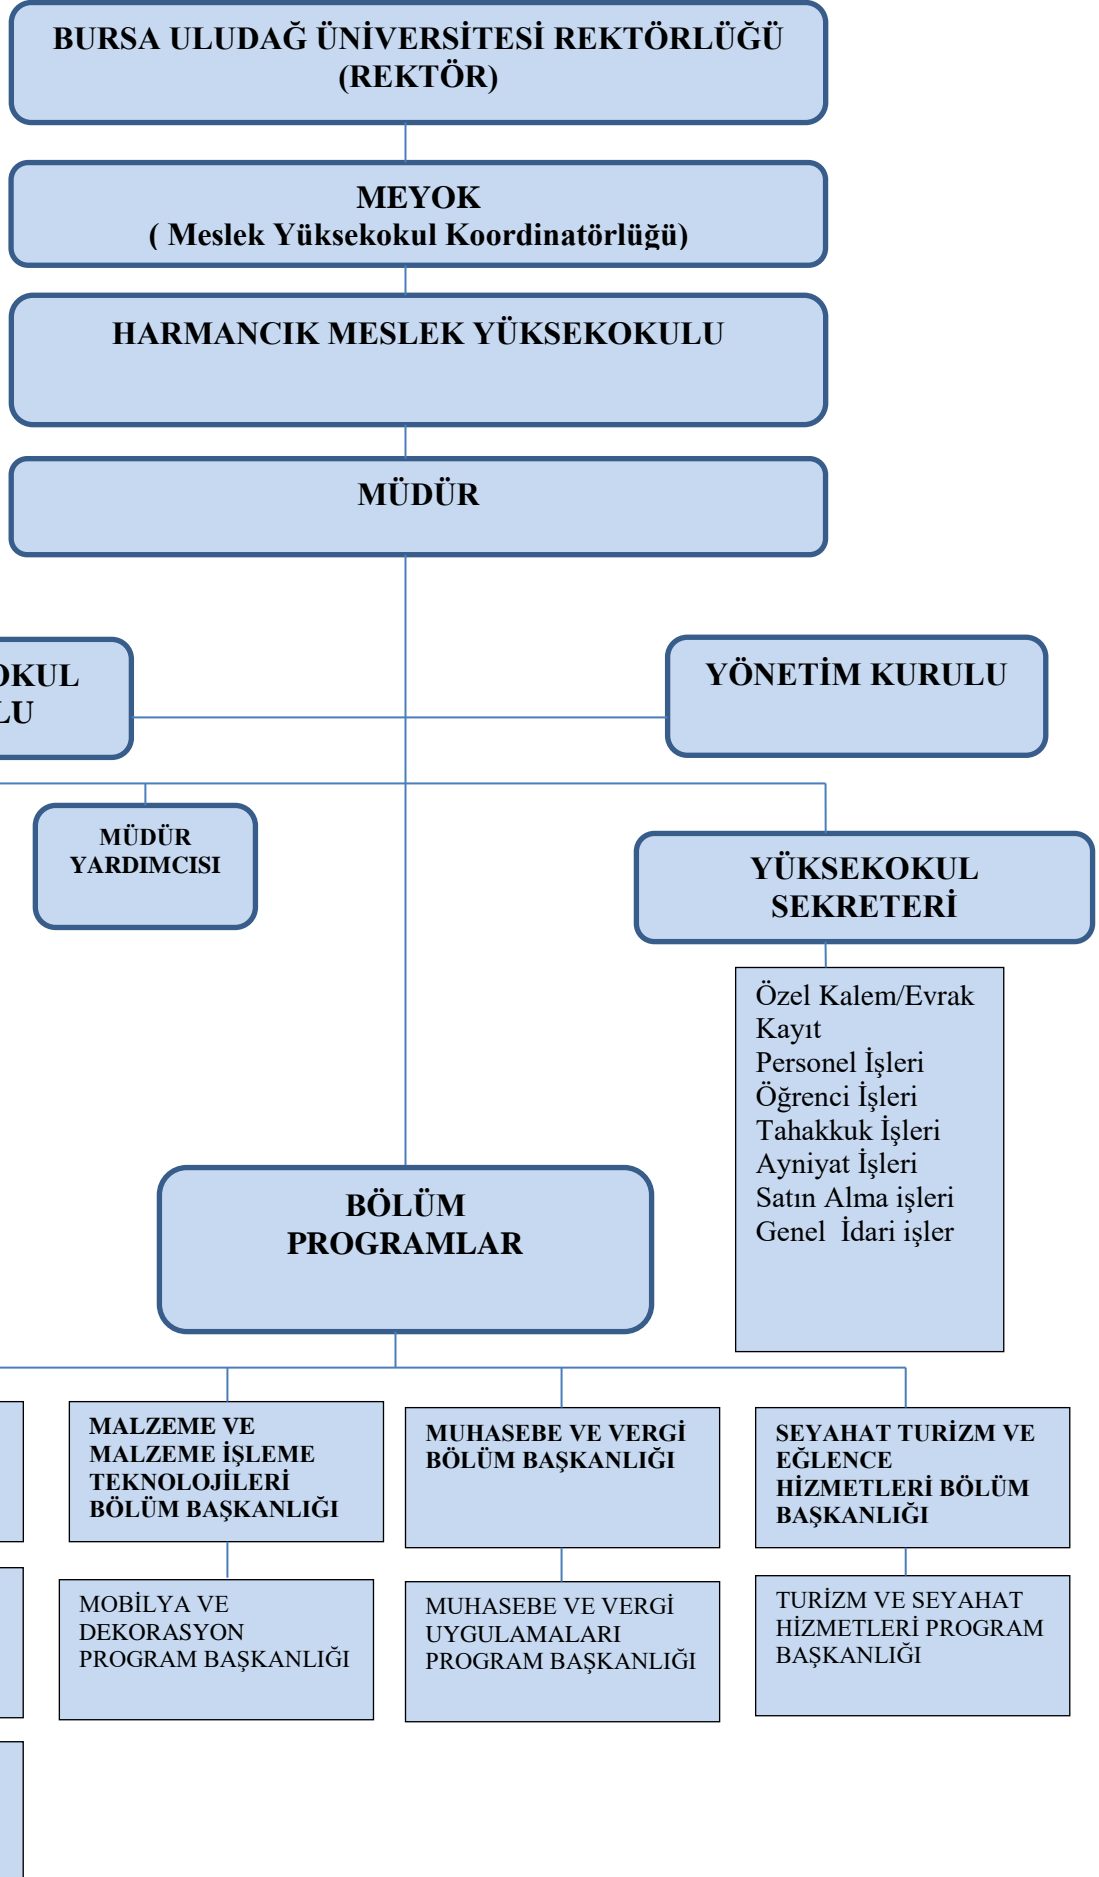 BURSA ULUDAĞ ÜNİVERSİTESİ REKTÖRLÜĞÜ
(REKTÖR)
MEYOK
( Meslek Yüksekokul Koordinatörlüğü)
HARMANCIK MESLEK YÜKSEKOKULU
MÜDÜR
OKUL
LU
YÖNETİM KURULU
MÜDÜR
YARDIMCISI
YÜKSEKOKUL
SEKRETERİ
Özel Kalem/Evrak
Kayıt
Personel İşleri
Öğrenci İşleri
Tahakkuk İşleri
Ayniyat İşleri
Satın Alma işleri
Genel  İdari işler
BÖLÜM
PROGRAMLAR
MALZEME VE
MALZEME İŞLEME
TEKNOLOJİLERİ
BÖLÜM BAŞKANLIĞI
MUHASEBE VE VERGİ
BÖLÜM BAŞKANLIĞI
SEYAHAT TURİZM VE
EĞLENCE
HİZMETLERİ BÖLÜM
BAŞKANLIĞI
MOBİLYA VE
DEKORASYON
PROGRAM BAŞKANLIĞI
MUHASEBE VE VERGİ
UYGULAMALARI
PROGRAM BAŞKANLIĞI
TURİZM VE SEYAHAT
HİZMETLERİ PROGRAM
BAŞKANLIĞI